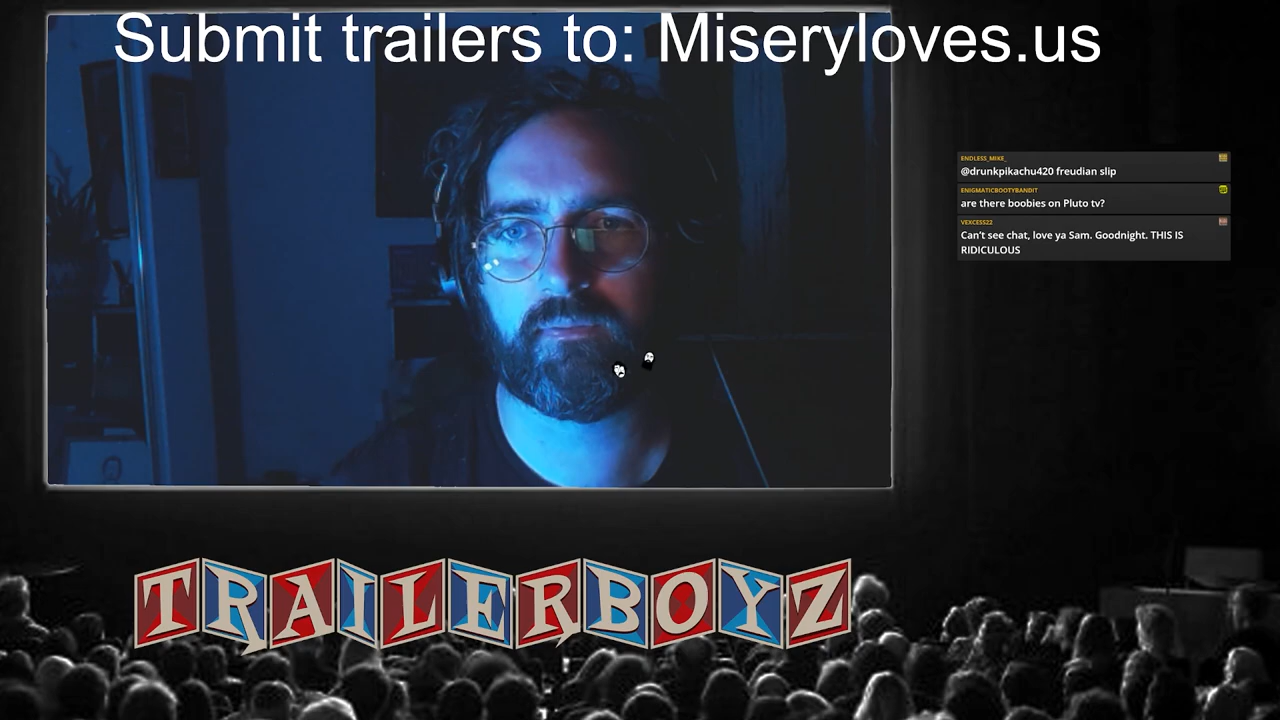 Submit trailers to: Miseryloves.us
ENDLESS_MIKE_
@drunkpikachu420 freudian slip
ENIGMATICBOOTYBANDIT
are there boobies on Pluto tv?
VEXCESS22
Can't see chat, love ya Sam. Goodnight. THIS IS
RIDICULOUS
TRAILERBOYZ